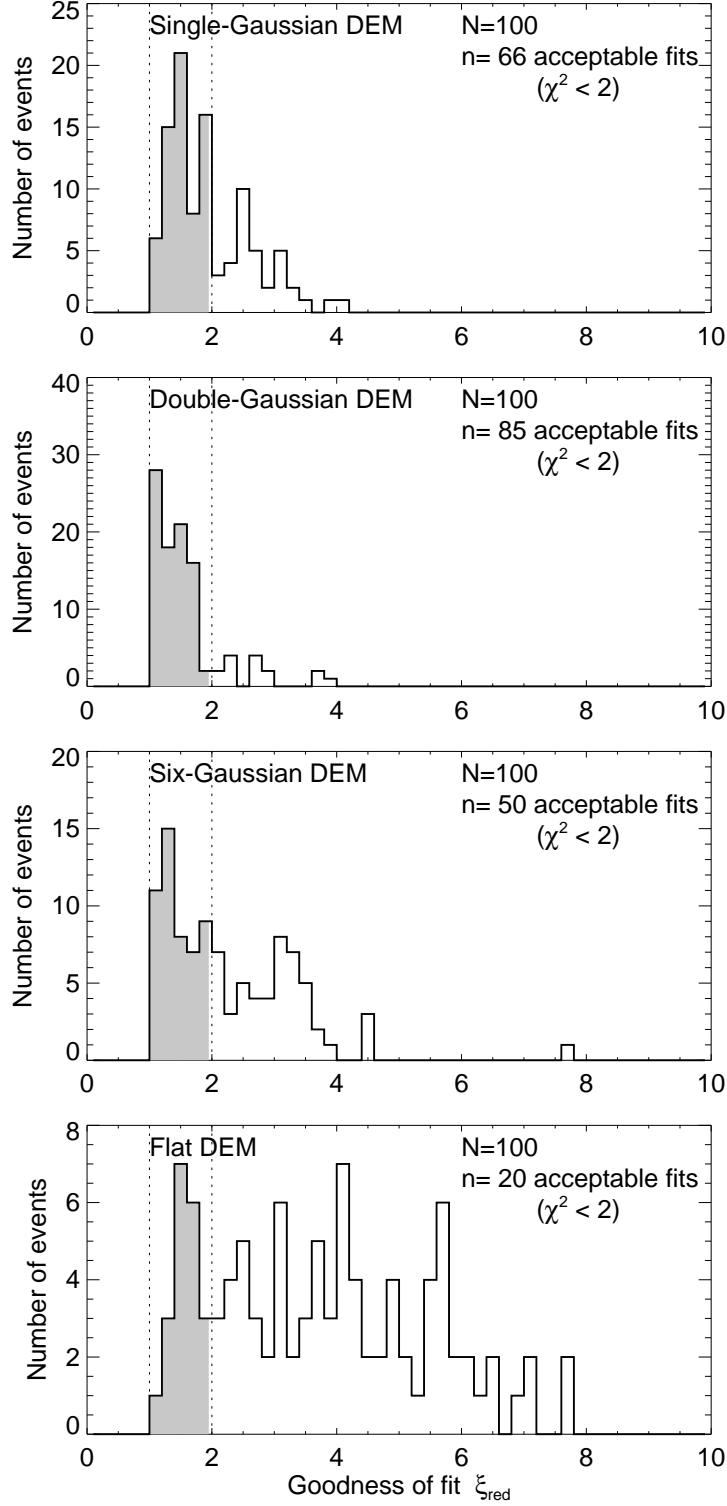 Single-Gaussian DEM
N=100
n= 66 acceptable fits
(χ² < 2)
Number of events
25
20
15
10
5
0
0 2 4 6 8 10
Double-Gaussian DEM
N=100
n= 85 acceptable fits
(χ² < 2)
Number of events
40
30
20
10
0
0 2 4 6 8 10
Six-Gaussian DEM
N=100
n= 50 acceptable fits
(χ² < 2)
Number of events
20
15
10
5
0
0 2 4 6 8 10
Flat DEM
N=100
n= 20 acceptable fits
(χ² < 2)
Number of events
8
6
4
2
0
0 2 4 6 8 10
Goodness of fit ξred